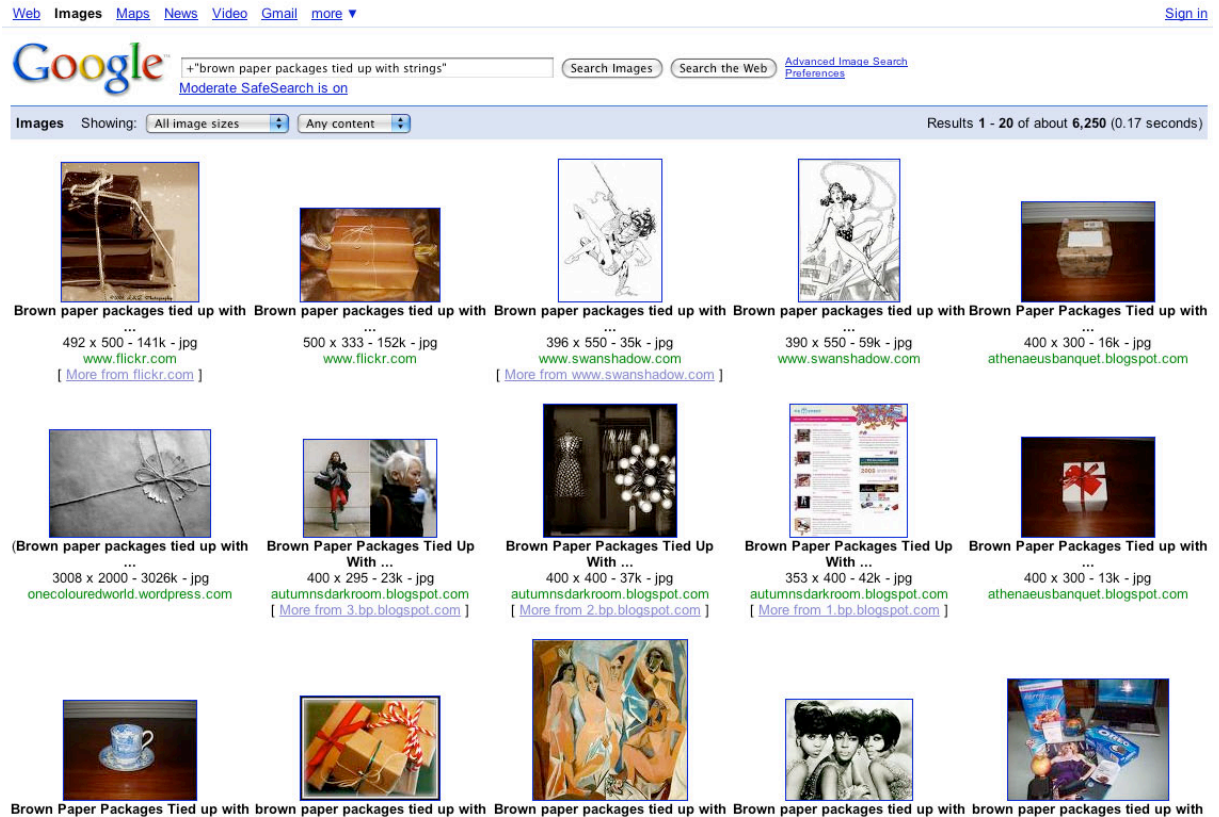 Web Images Maps News Video Gmail more ▼ Sign in
Google™ +"brown paper packages tied up with strings" Search Images Search the Web Advanced Image Search
Preferences
Moderate SafeSearch is on
Images Showing: All image sizes Any content Results 1 - 20 of about 6,250 (0.17 seconds)
Brown paper packages tied up with Brown paper packages tied up with Brown paper packages tied up with Brown paper packages tied up with Brown Paper Packages Tied up with
... ... ... ... ...
492 x 500 - 141k - jpg 500 x 333 - 152k - jpg 396 x 550 - 35k - jpg 390 x 550 - 59k - jpg 400 x 300 - 16k - jpg
www.flickr.com www.flickr.com www.swanshadow.com www.swanshadow.com athenaeusbanquet.blogspot.com
[ More from flickr.com ] [ More from www.swanshadow.com ]
(Brown paper packages tied up with Brown Paper Packages Tied Up Brown Paper Packages Tied Up Brown Paper Packages Tied Up Brown Paper Packages Tied up with
... With ... With ... With ... ...
3008 x 2000 - 3026k - jpg 400 x 295 - 23k - jpg 400 x 400 - 37k - jpg 353 x 400 - 42k - jpg 400 x 300 - 13k - jpg
onecolouredworld.wordpress.com autumnsdarkroom.blogspot.com autumnsdarkroom.blogspot.com autumnsdarkroom.blogspot.com athenaeusbanquet.blogspot.com
[ More from 3.bp.blogspot.com ] [ More from 2.bp.blogspot.com ] [ More from 1.bp.blogspot.com ]
OREO
Brown Paper Packages Tied up with brown paper packages tied up with Brown paper packages tied up with Brown paper packages tied up with brown paper packages tied up with